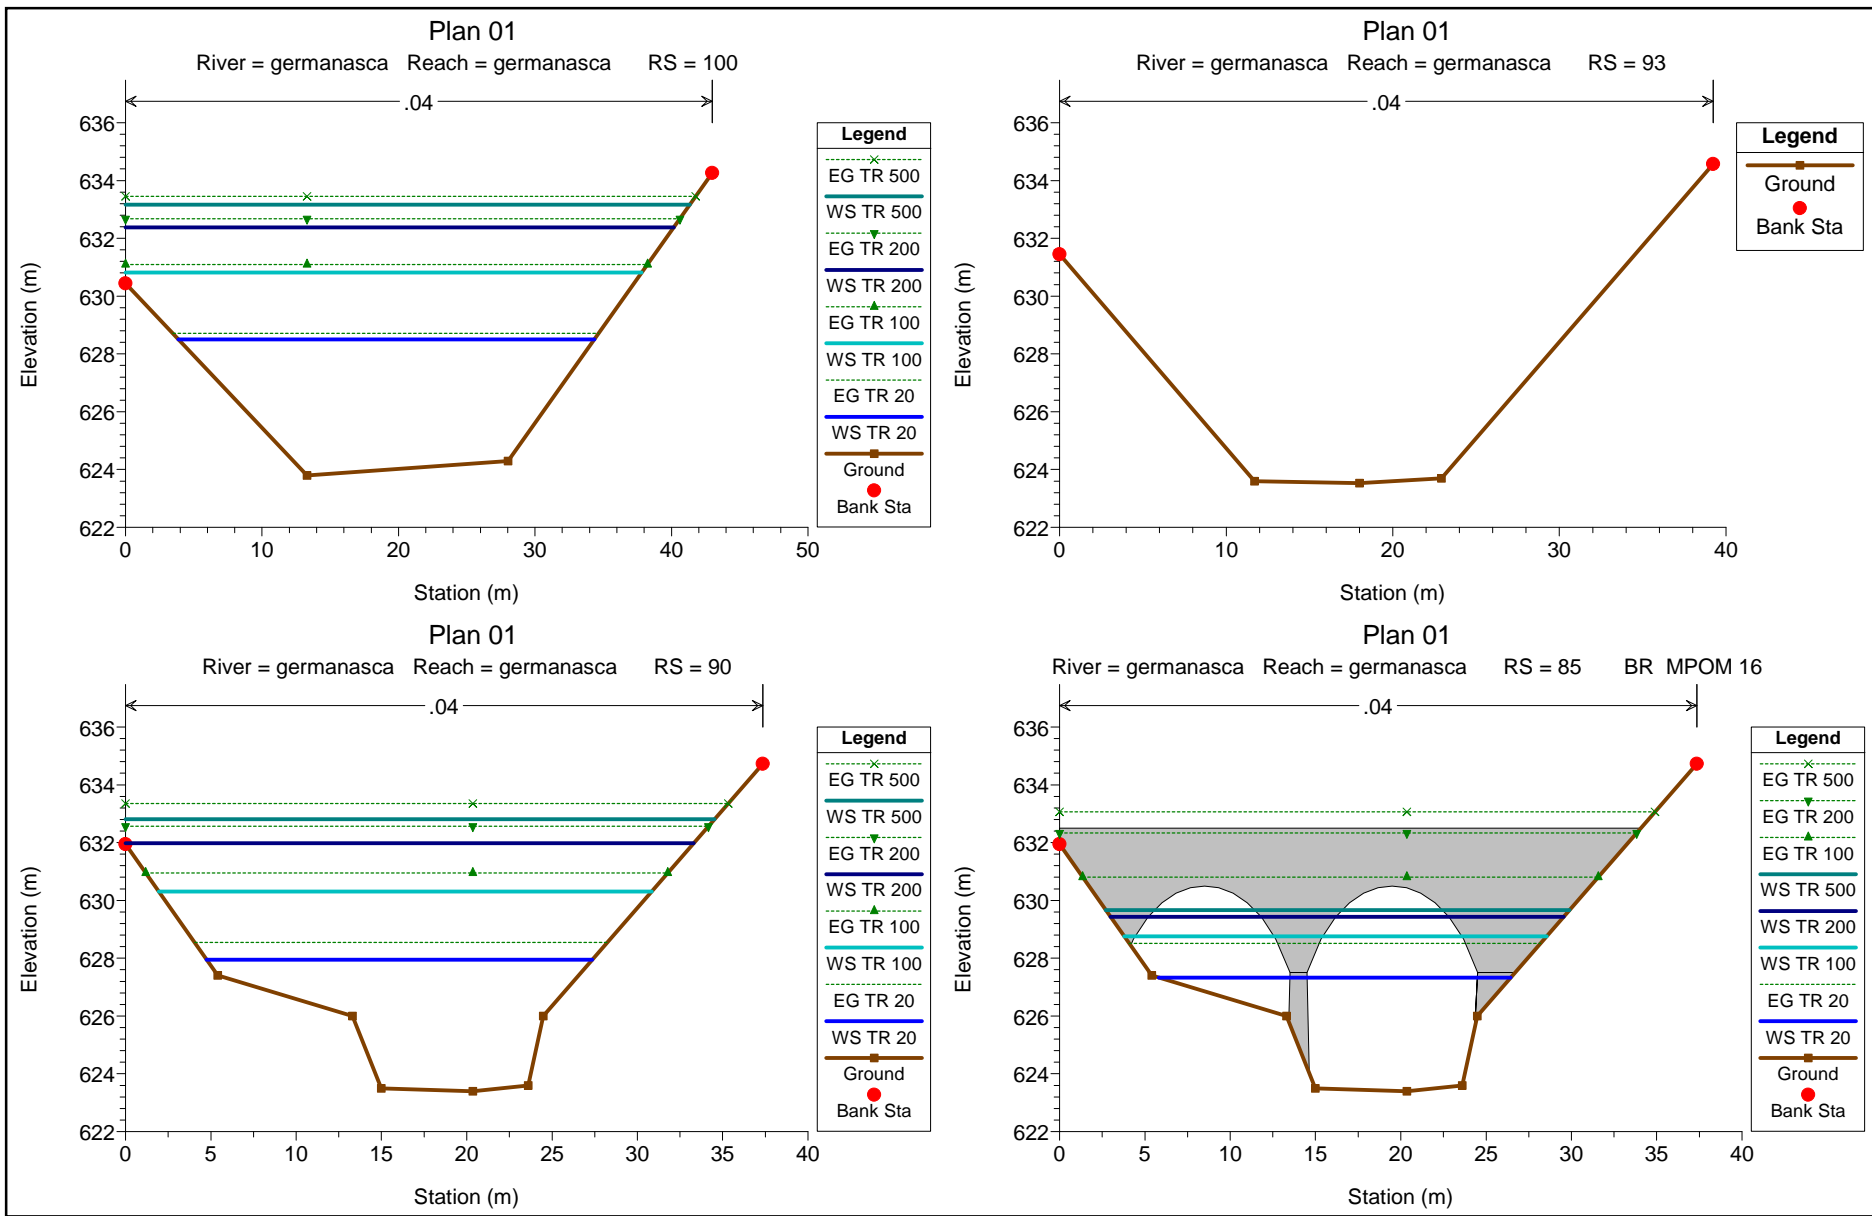 Plan 01
River = germanasca Reach = germanasca RS = 100
.04
636
634
632
630
628
626
624
622
Elevation (m)
0 10 20 30 40 50
Station (m)
Legend
EG TR 500
WS TR 500
EG TR 200
WS TR 200
EG TR 100
WS TR 100
EG TR 20
WS TR 20
Ground
Bank Sta
Plan 01
River = germanasca Reach = germanasca RS = 93
.04
636
634
632
630
628
626
624
622
Elevation (m)
0 10 20 30 40
Station (m)
Legend
Ground
Bank Sta
Plan 01
River = germanasca Reach = germanasca RS = 90
.04
636
634
632
630
628
626
624
622
Elevation (m)
0 5 10 15 20 25 30 35 40
Station (m)
Legend
EG TR 500
WS TR 500
EG TR 200
WS TR 200
EG TR 100
WS TR 100
EG TR 20
WS TR 20
Ground
Bank Sta
Plan 01
River = germanasca Reach = germanasca RS = 85 BR MPOM 16
.04
636
634
632
630
628
626
624
622
Elevation (m)
0 5 10 15 20 25 30 35 40
Station (m)
Legend
EG TR 500
EG TR 200
EG TR 100
WS TR 500
WS TR 200
WS TR 100
EG TR 20
WS TR 20
Ground
Bank Sta